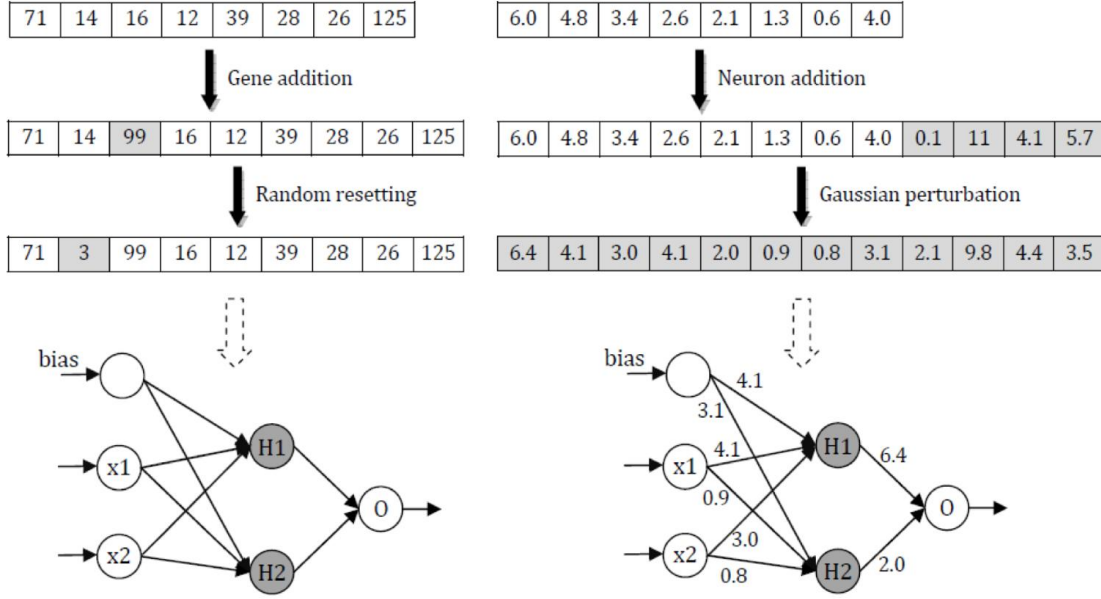 71 14 16 12 39 28 26 125
Gene addition
71 14 99 16 12 39 28 26 125
Random resetting
71 3 99 16 12 39 28 26 125
bias
x1
x2
H1
H2
O
6.0 4.8 3.4 2.6 2.1 1.3 0.6 4.0
Neuron addition
6.0 4.8 3.4 2.6 2.1 1.3 0.6 4.0 0.1 11 4.1 5.7
Gaussian perturbation
6.4 4.1 3.0 4.1 2.0 0.9 0.8 3.1 2.1 9.8 4.4 3.5
bias
4.1
3.1
x1
4.1
0.9
H1
6.4
O
x2
3.0
0.8
H2
2.0